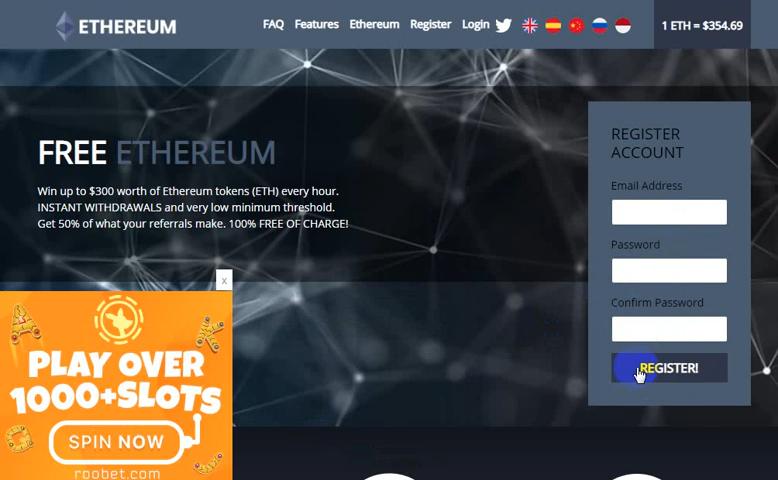 ETHEREUM
FAQ Features Ethereum Register Login
1 ETH = $354.69
FREE ETHEREUM
Win up to $300 worth of Ethereum tokens (ETH) every hour.
INSTANT WITHDRAWALS and very low minimum threshold.
Get 50% of what your referrals make. 100% FREE OF CHARGE!
REGISTER
ACCOUNT
Email Address
Password
Confirm Password
REGISTER!
x
PLAY OVER
1000+SLOTS
SPIN NOW
roobet.com